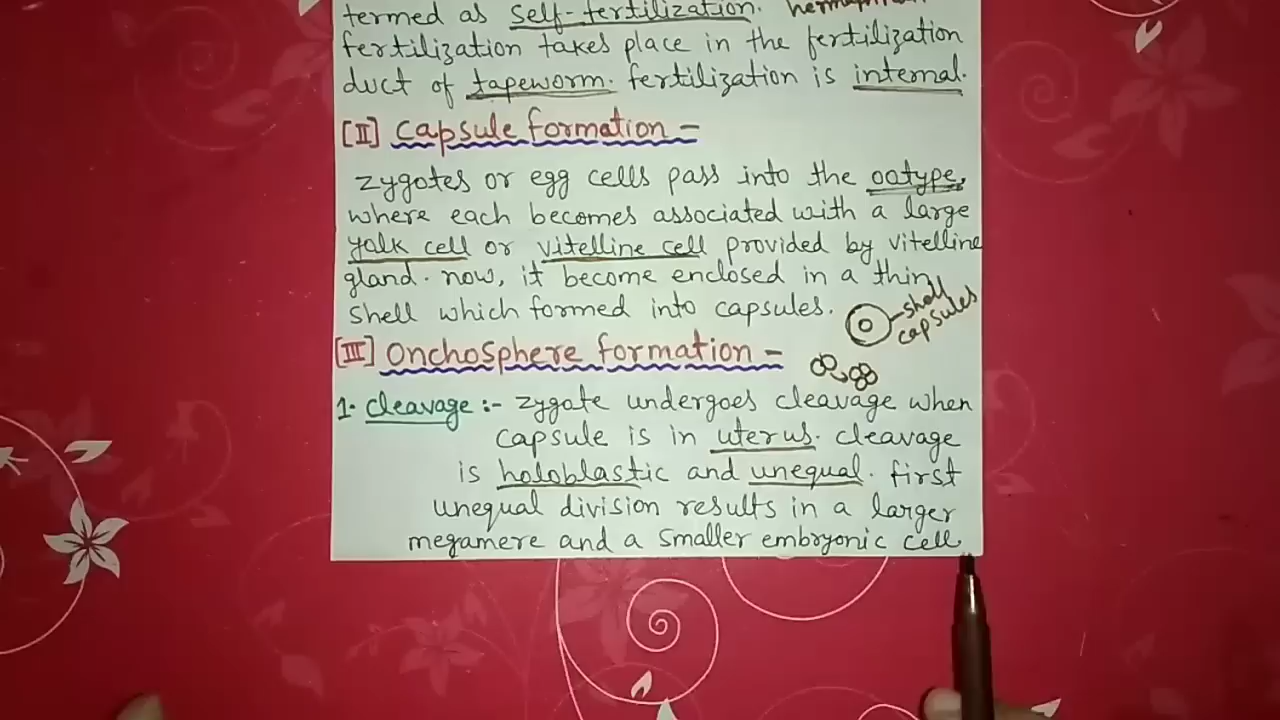 termed as self-fertilization.
fertilization takes place in the fertilization
duct of tapeworm. fertilization is internal.
[II] Capsule formation -
zygotes or egg cells pass into the ootype,
where each becomes associated with a large
yolk cell or vitelline cell provided by vitelline
gland. now, it become enclosed in a thin
shell which formed into capsules.
shell
capsules
[III] Onchosphere formation -
1. cleavage :- zygate undergoes cleavage when
capsule is in uterus. cleavage
is holoblastic and unequal. first
unequal division results in a larger
megamere and a smaller embryonic cell.